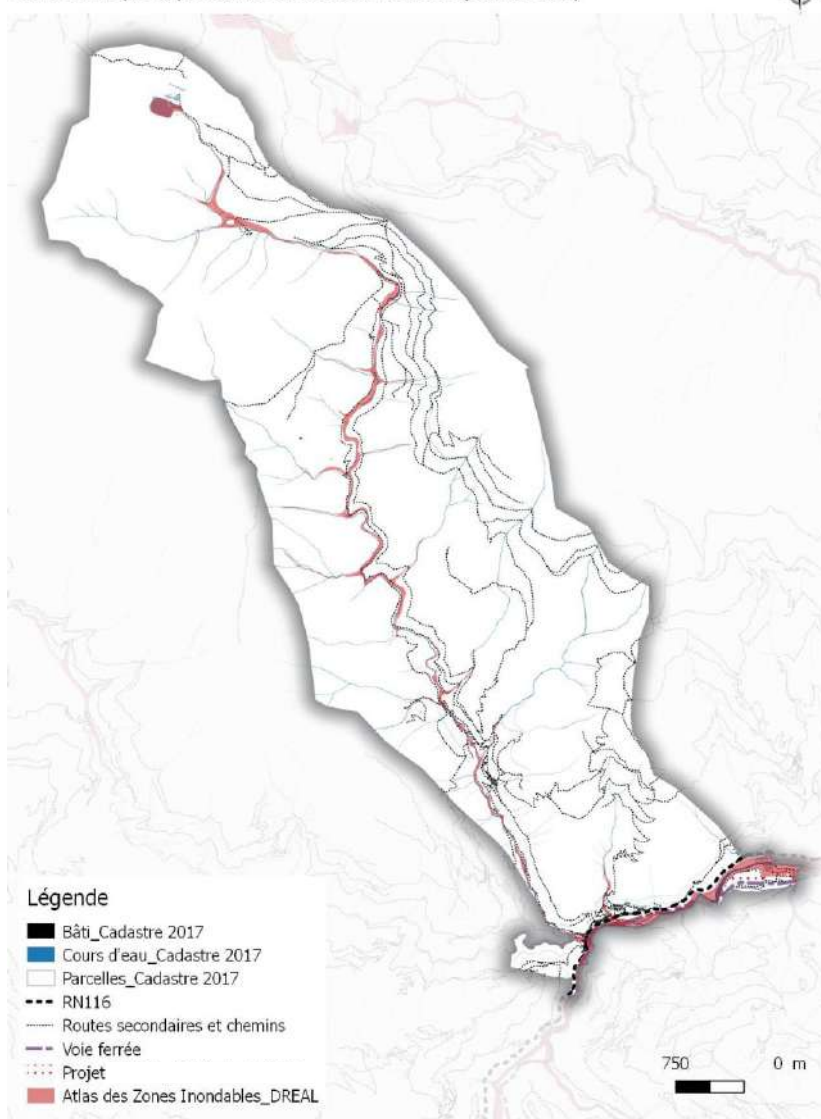 Légende
Bâti_Cadastre 2017
Cours d'eau_Cadastre 2017
Parcelles_Cadastre 2017
RN116
Routes secondaires et chemins
Voie ferrée
Projet
Atlas des Zones Inondables_DREAL
750 0 m